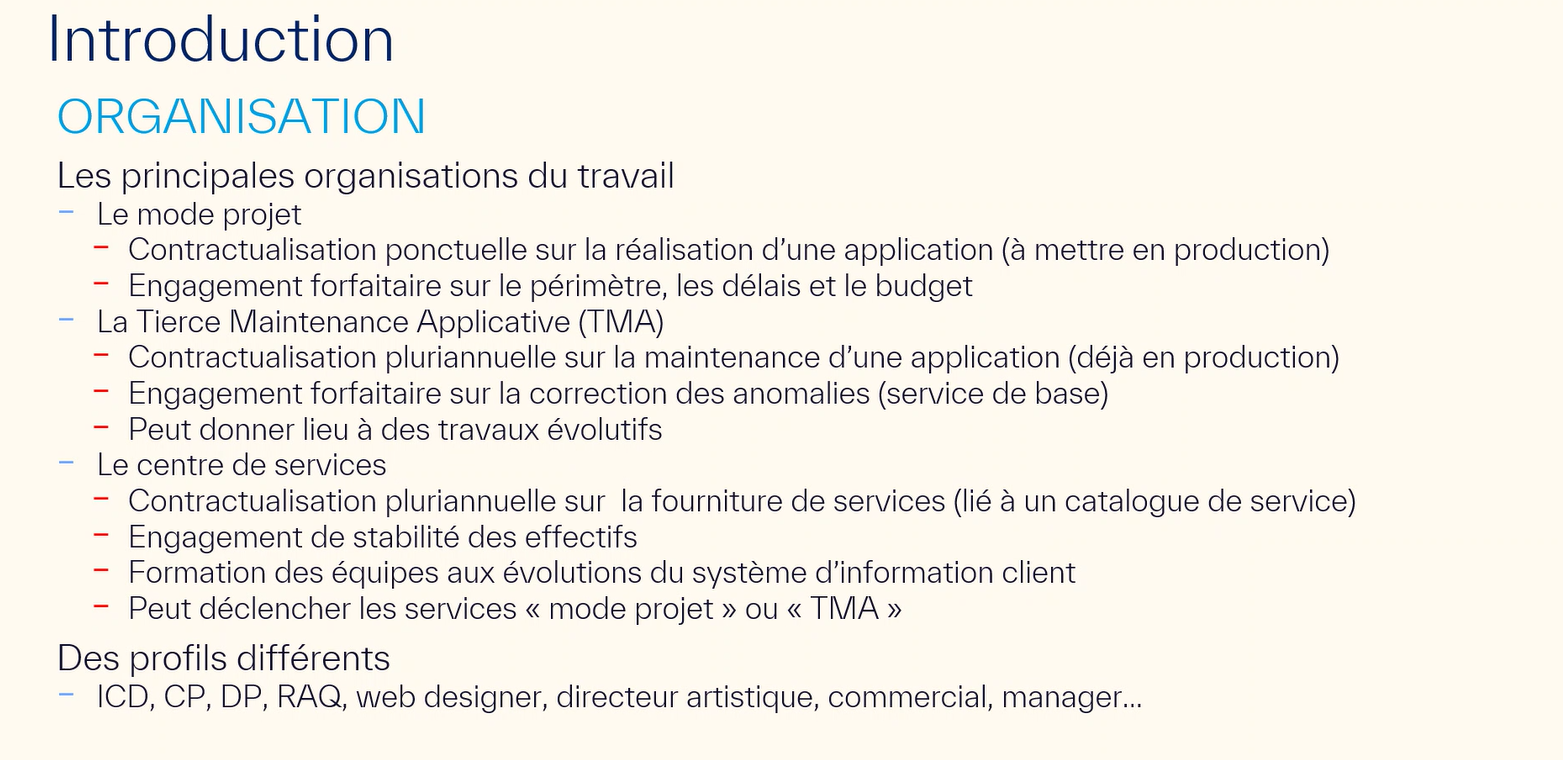 Introduction
ORGANISATION
Les principales organisations du travail
– Le mode projet
– Contractualisation ponctuelle sur la réalisation d’une application (à mettre en production)
– Engagement forfaitaire sur le périmètre, les délais et le budget
– La Tierce Maintenance Applicative (TMA)
– Contractualisation pluriannuelle sur la maintenance d’une application (déjà en production)
– Engagement forfaitaire sur la correction des anomalies (service de base)
– Peut donner lieu à des travaux évolutifs
– Le centre de services
– Contractualisation pluriannuelle sur  la fourniture de services (lié à un catalogue de service)
– Engagement de stabilité des effectifs
– Formation des équipes aux évolutions du système d’information client
– Peut déclencher les services « mode projet » ou « TMA »
Des profils différents
– ICD, CP, DP, RAQ, web designer, directeur artistique, commercial, manager...